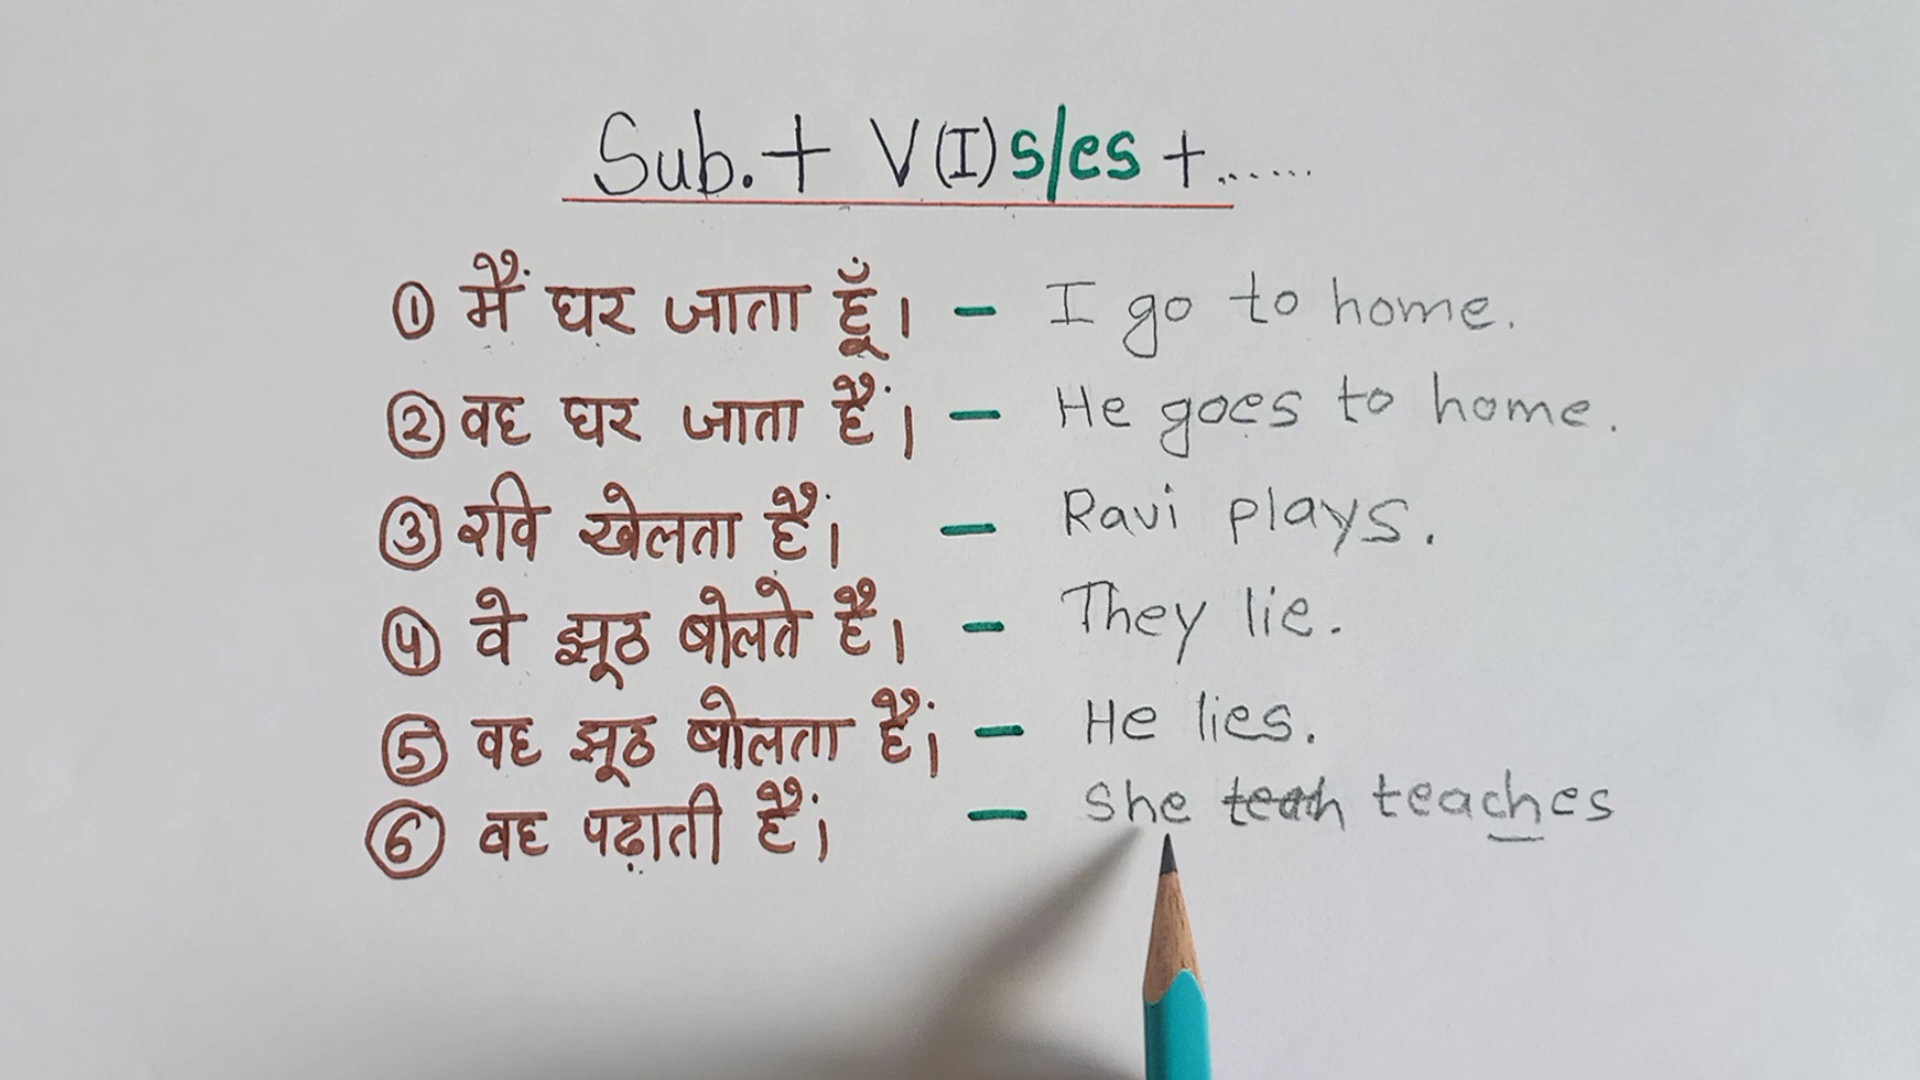 Sub. + V(I) s/es + ......
① मैं घर जाता हूँ। – I go to home.
② वह घर जाता हैं। – He goes to home.
③ रवि खेलता हैं। – Ravi plays.
④ वे झूठ बोलते हैं। – They lie.
⑤ वह झूठ बोलता हैं। – He lies.
⑥ वह पढ़ाती हैं। – She teach teaches